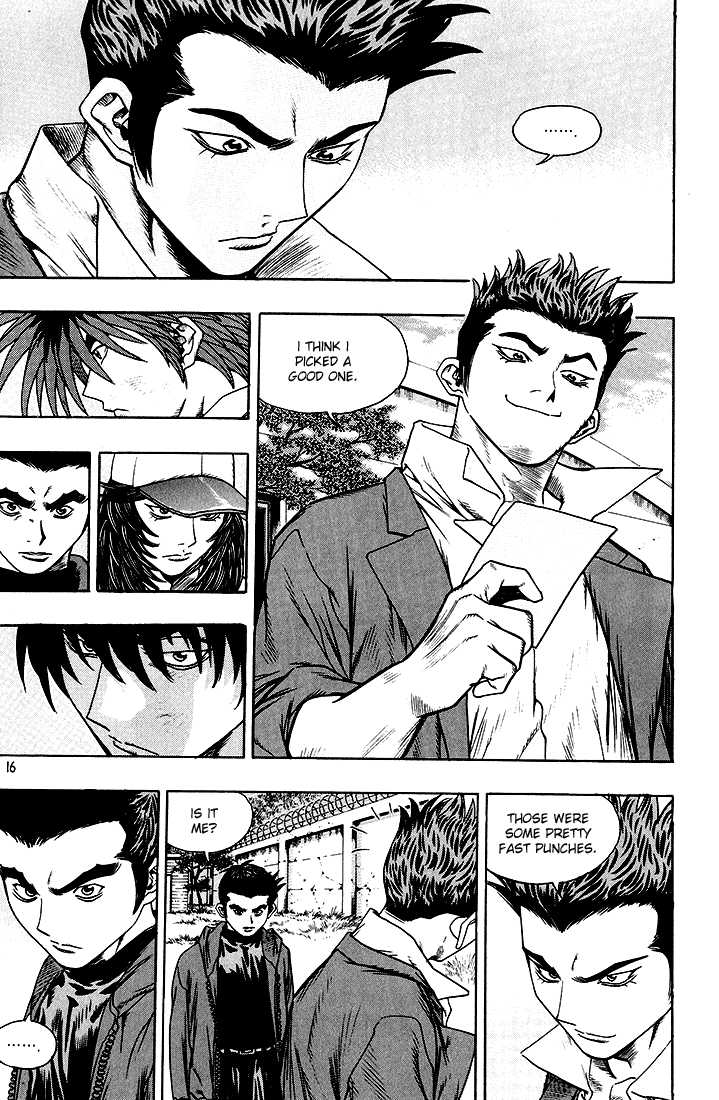 .......
I THINK I
PICKED A
GOOD ONE.
16
THOSE WERE
SOME PRETTY
FAST PUNCHES.
IS IT
ME?
.......